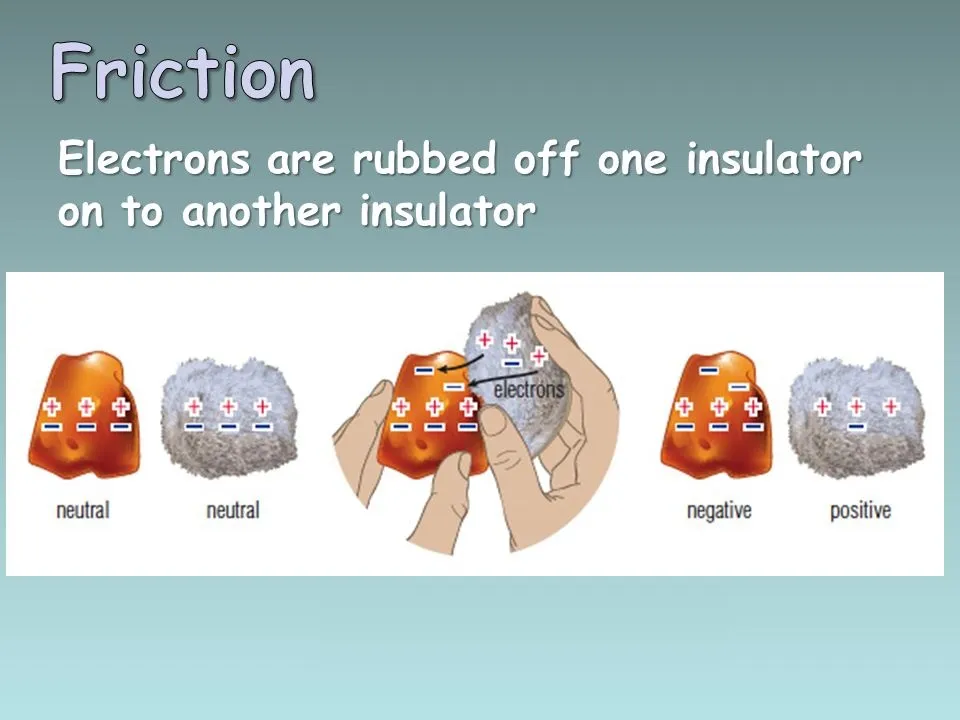 Friction
Electrons are rubbed off one insulator
on to another insulator
electrons
neutral
neutral
negative
positive